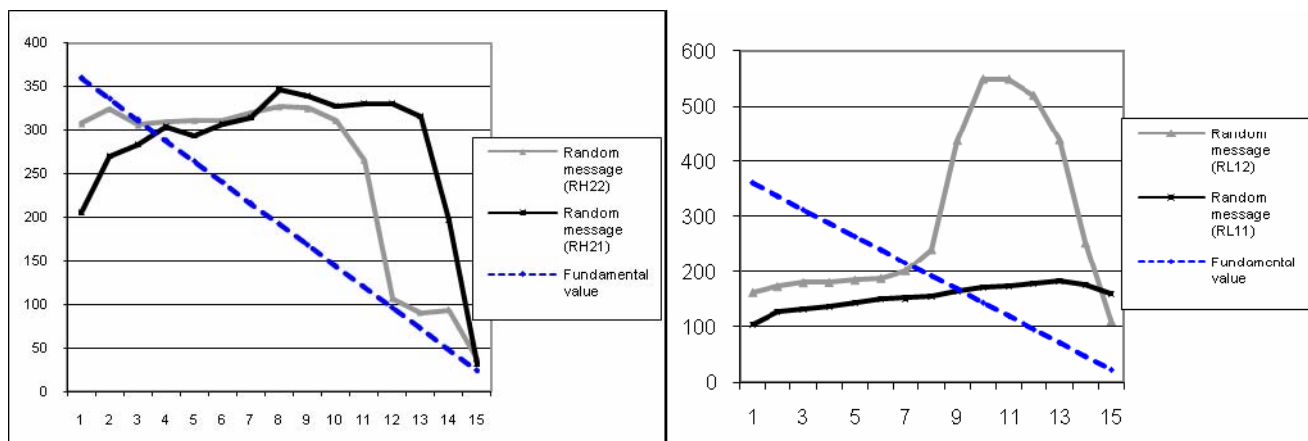 400
350
300
250
200
150
100
50
0
1 2 3 4 5 6 7 8 9 10 11 12 13 14 15
Random
message
(RH22)
Random
message
(RH21)
Fundamental
value
600
500
400
300
200
100
0
1 3 5 7 9 11 13 15
Random
message
(RL12)
Random
message
(RL11)
Fundamental
value